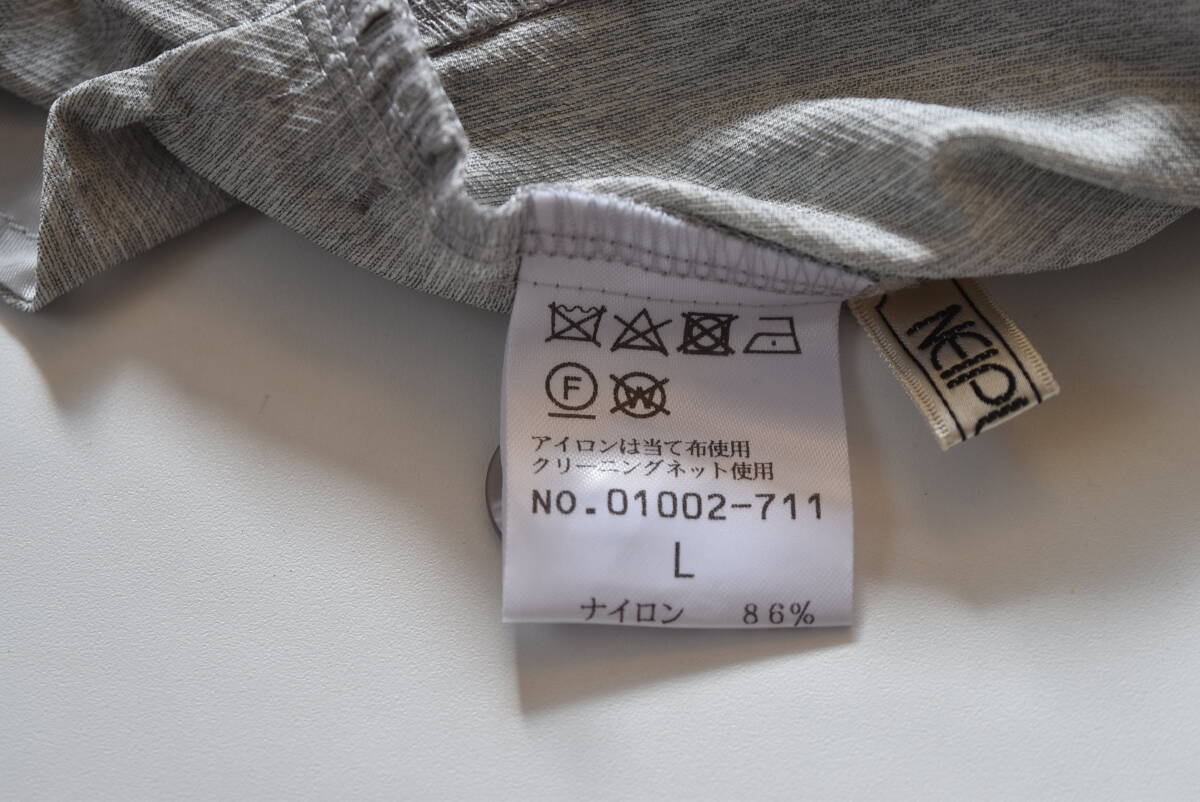 F W
アイロンは当て布使用
クリーニングネット使用
NO.01002-711
L
ナイロン 86%